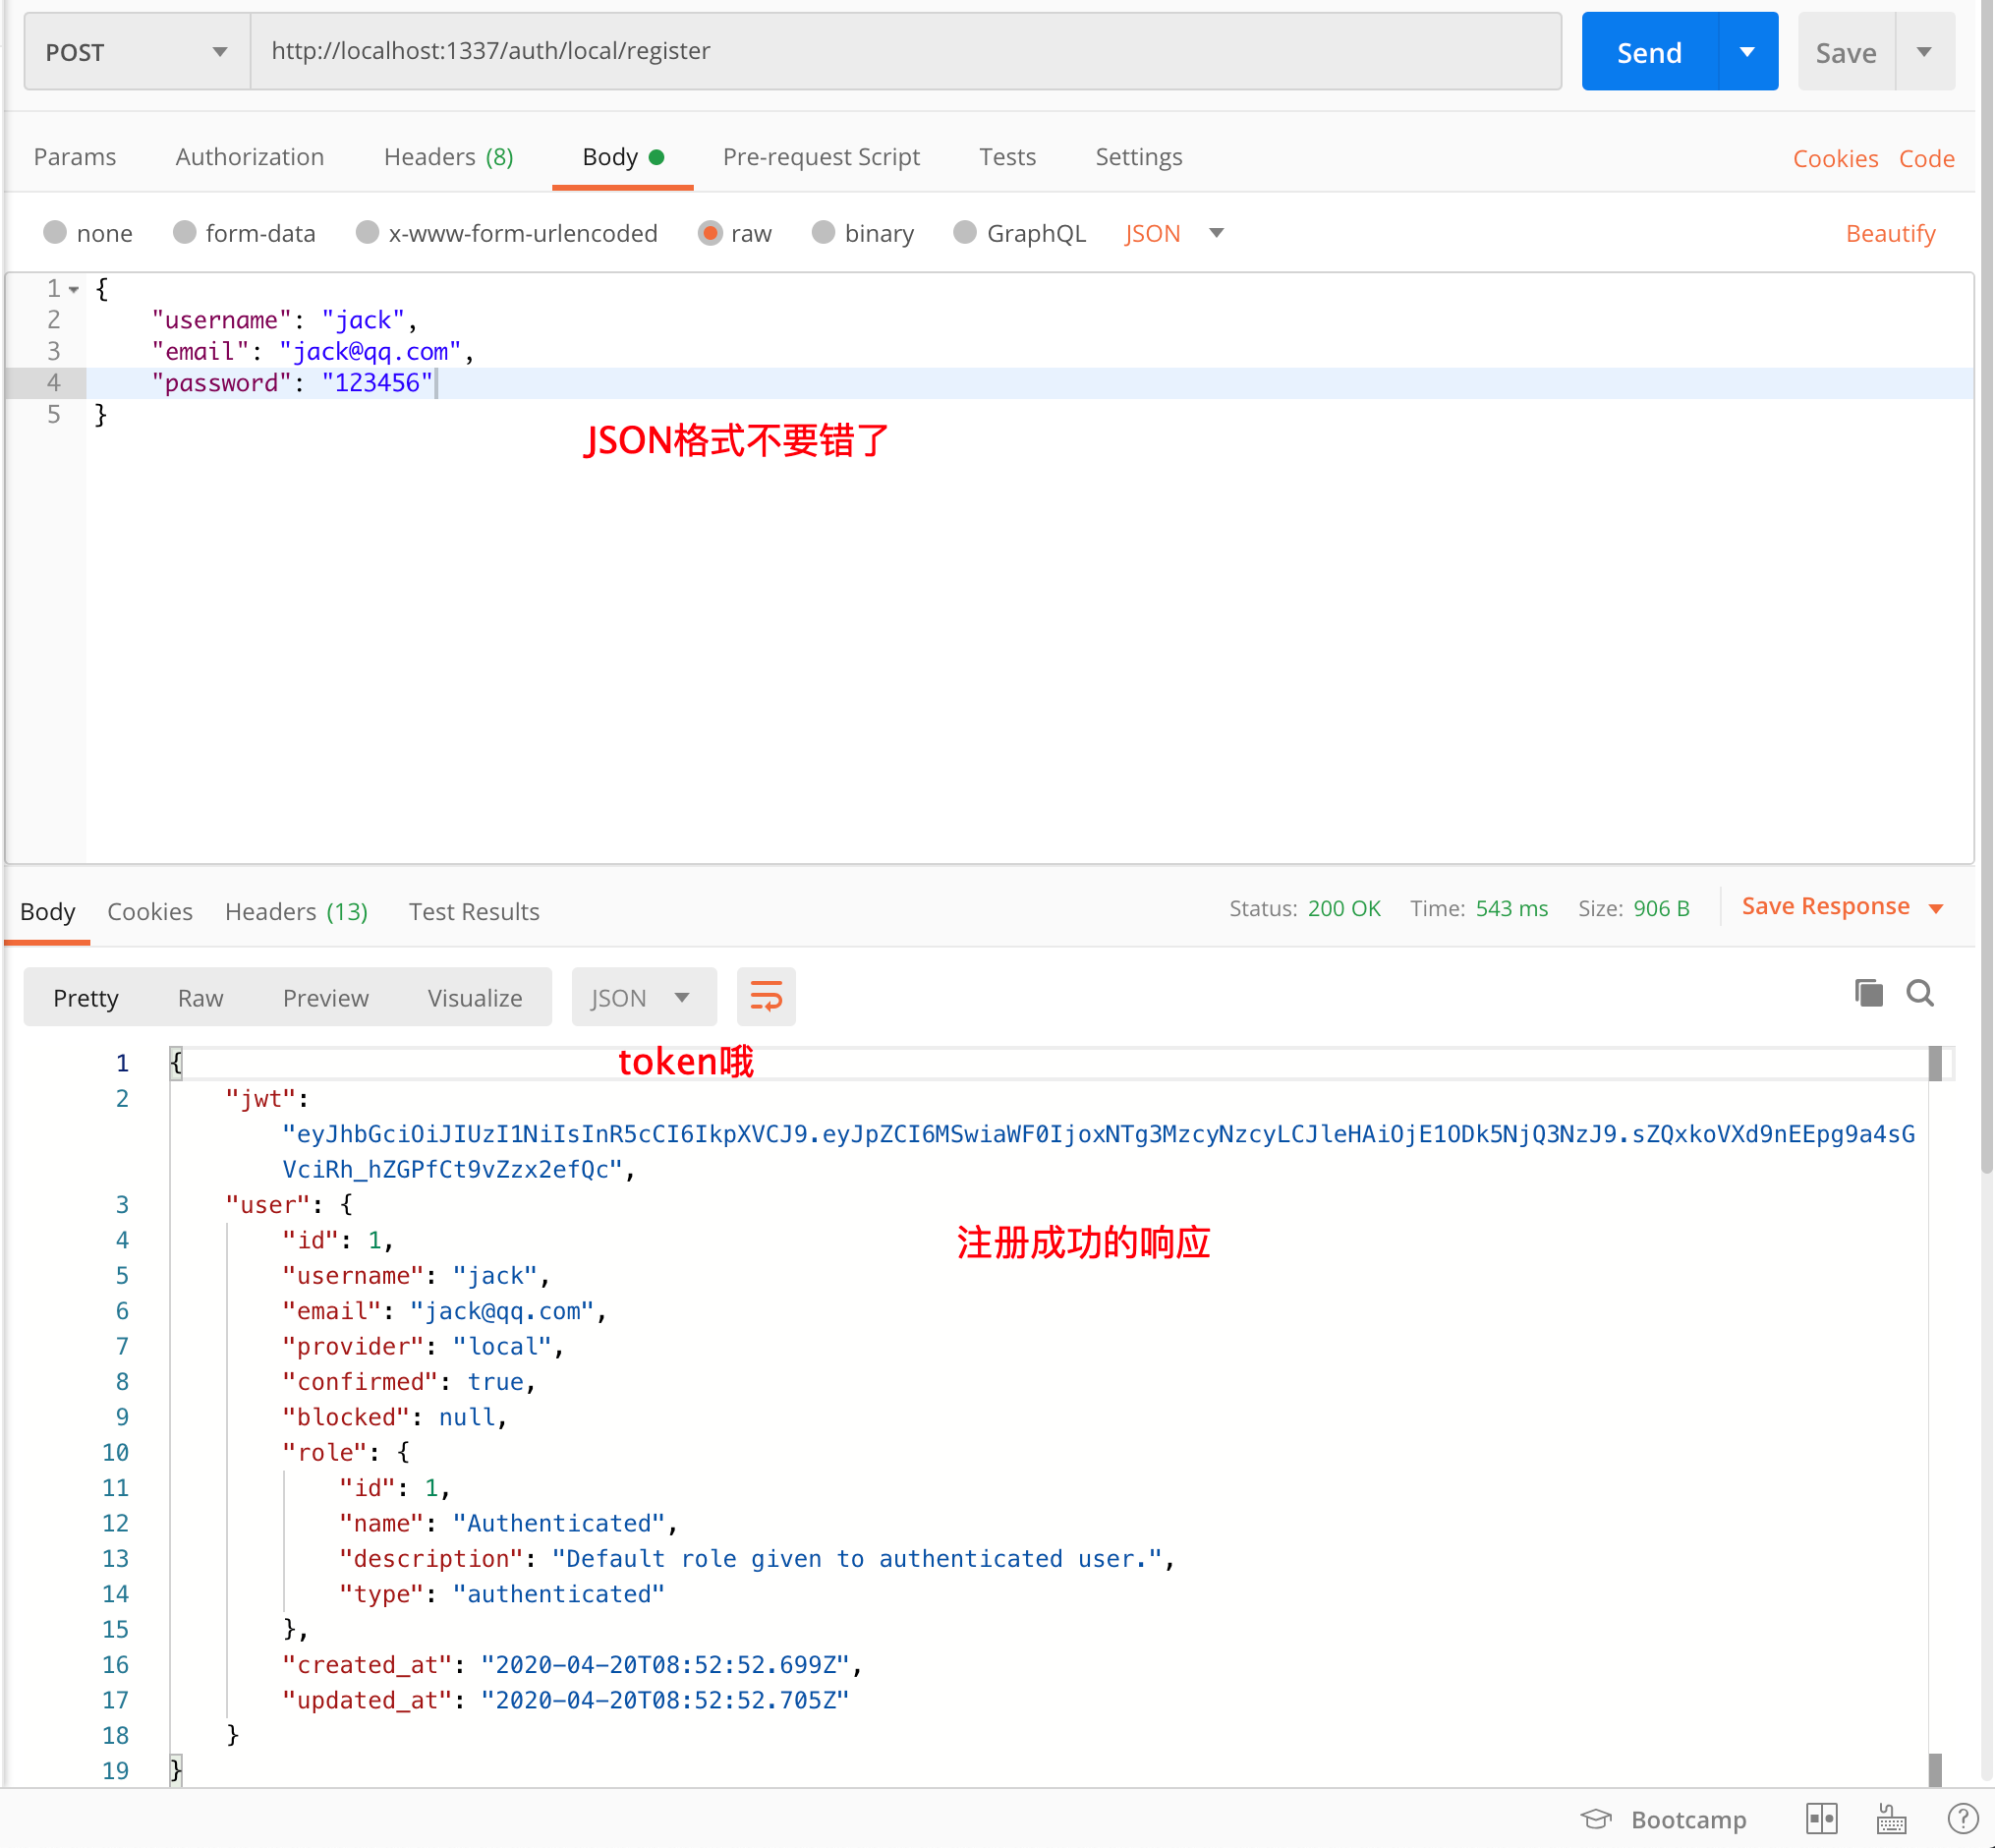 POST http://localhost:1337/auth/local/register Send Save
Params Authorization Headers (8) Body Pre-request Script Tests Settings Cookies Code
none form-data x-www-form-urlencoded raw binary GraphQL JSON Beautify
1 {
2 "username": "jack",
3 "email": "jack@qq.com",
4 "password": "123456"
5 }
JSON格式不要错了
Body Cookies Headers (13) Test Results Status: 200 OK Time: 543 ms Size: 906 B Save Response
Pretty Raw Preview Visualize JSON
1 { token哦
2 "jwt":
"eyJhbGciOiJIUzI1NiIsInR5cCI6IkpXVCJ9.eyJpZCI6MSwiaWF0IjoxNTg3MzcyNzcyLCJleHAiOjE1ODk5NjQ3NzJ9.sZQxkoVXd9nEEpg9a4sG
VciRh_hZGPfCt9vZzx2efQc",
3 "user": {
4 "id": 1, 注册成功的响应
5 "username": "jack",
6 "email": "jack@qq.com",
7 "provider": "local",
8 "confirmed": true,
9 "blocked": null,
10 "role": {
11 "id": 1,
12 "name": "Authenticated",
13 "description": "Default role given to authenticated user.",
14 "type": "authenticated"
15 },
16 "created_at": "2020-04-20T08:52:52.699Z",
17 "updated_at": "2020-04-20T08:52:52.705Z"
18 }
19 }
Bootcamp